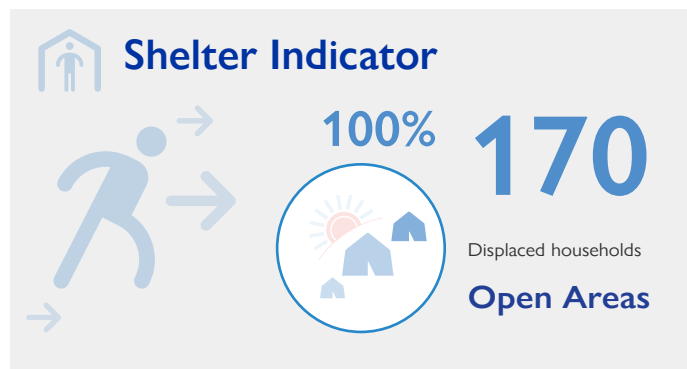 Shelter Indicator
100%
170
Displaced households
Open Areas